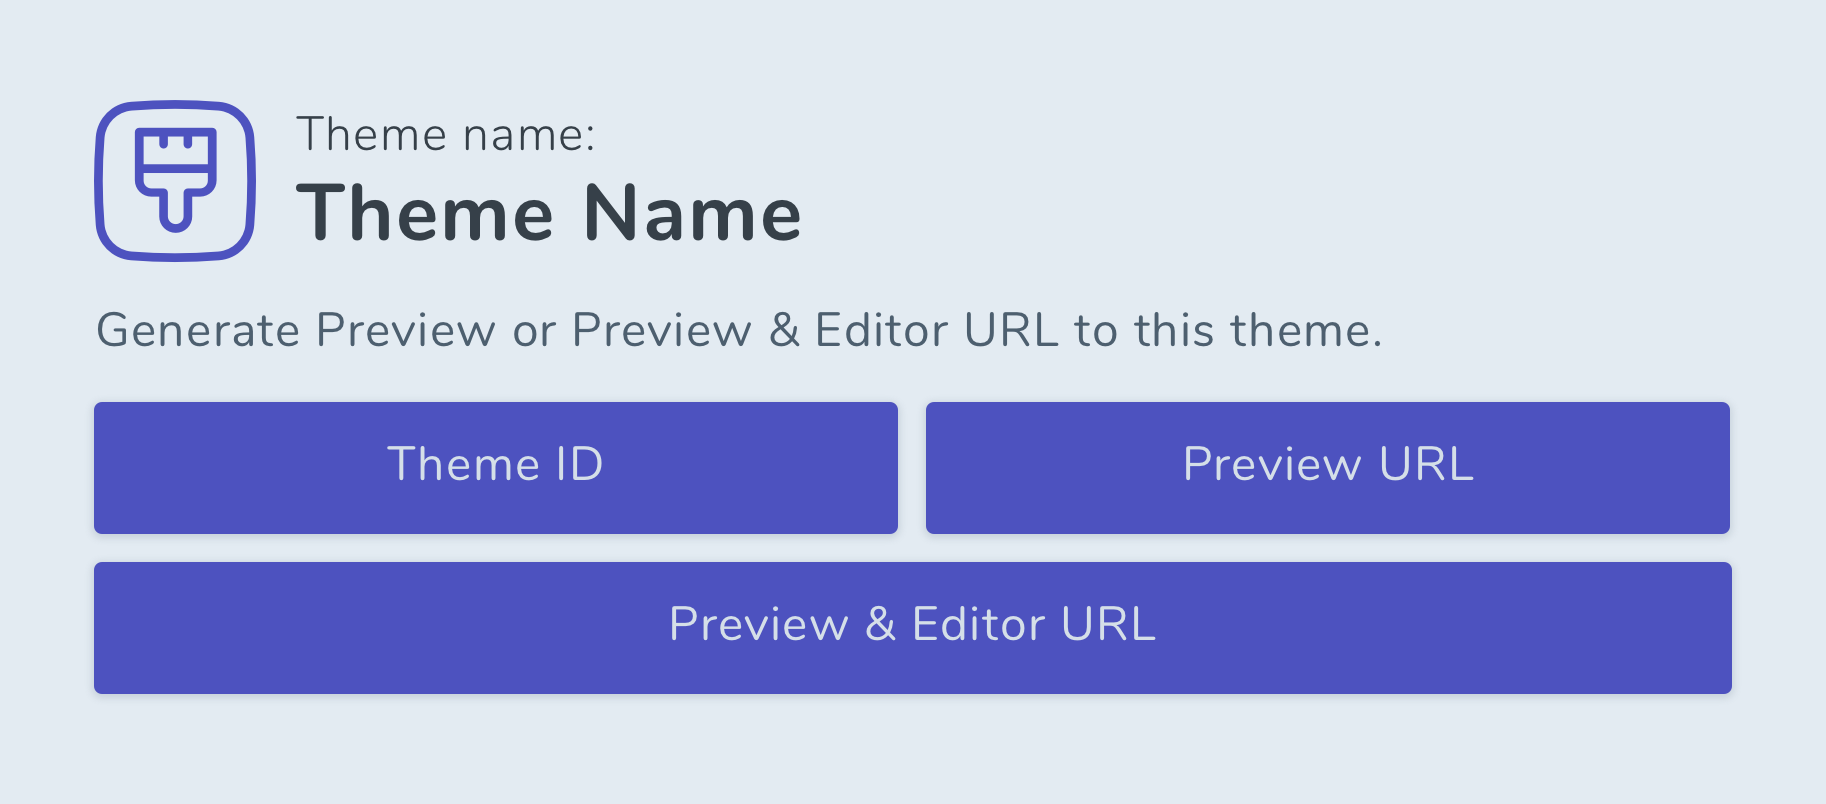 Theme name:
Theme Name
Generate Preview or Preview & Editor URL to this theme.
Theme ID
Preview URL
Preview & Editor URL